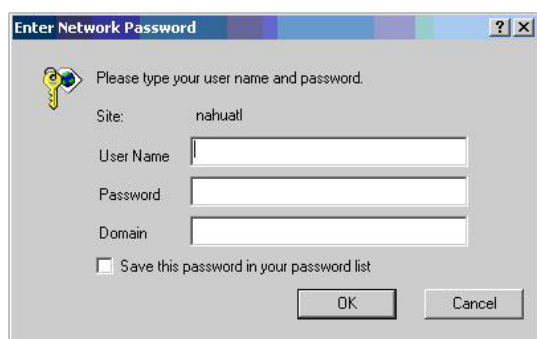 Enter Network Password
Please type your user name and password.
Site: nahuatl
User Name
Password
Domain
Save this password in your password list
OK Cancel